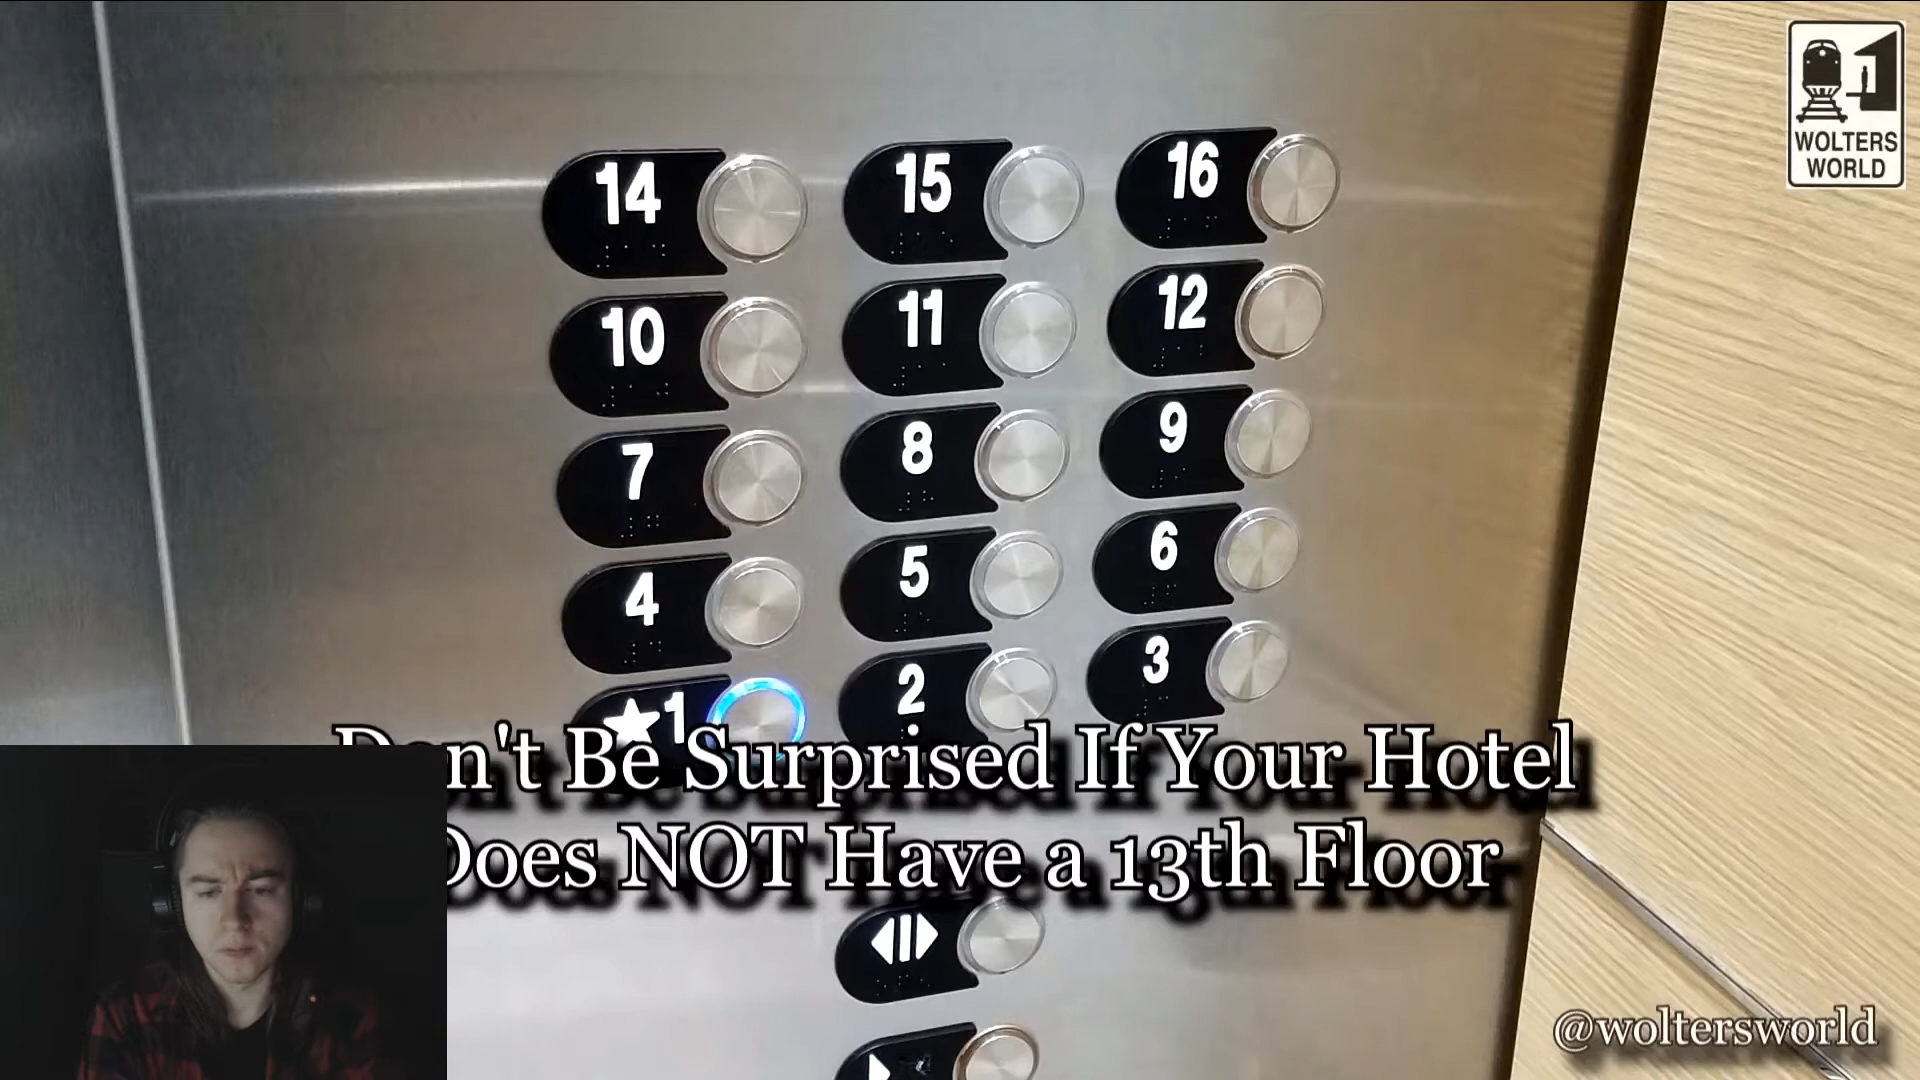 WOLTERS
WORLD
14 15 16
10 11 12
7 8 9
4 5 6
★1 2 3
Don't Be Surprised If Your Hotel
Does NOT Have a 13th Floor
@woltersworld